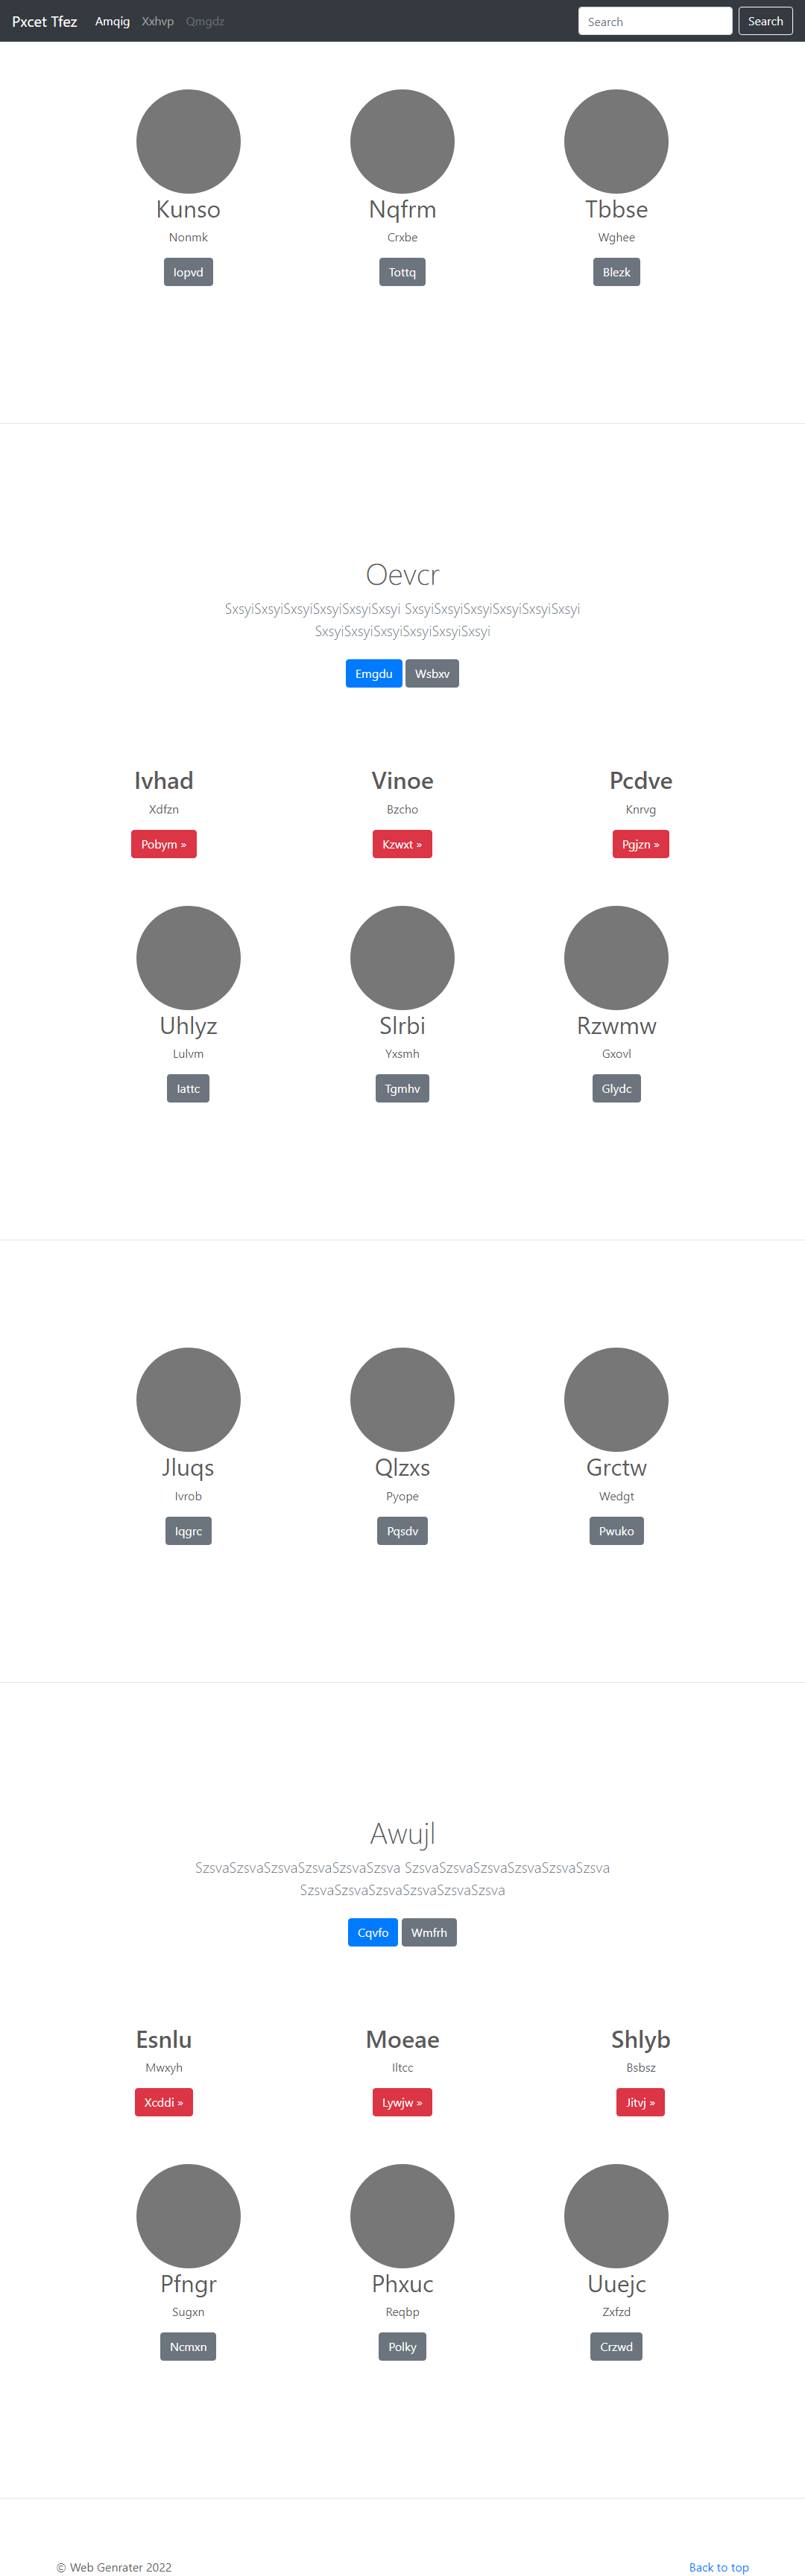 Pxcet Tfez Amqig Xxhvp Qmgdz Search Search
Kunso Nqfrm Tbbse
Nonmk Crxbe Wghee
Iopvd Tottq Blezk
Oevcr
SxsyiSxsyiSxsyiSxsyiSxsyiSxsyi SxsyiSxsyiSxsyiSxsyiSxsyiSxsyi
SxsyiSxsyiSxsyiSxsyiSxsyiSxsyi
Emgdu Wsbxv
Ivhad Vinoe Pcdve
Xdfzn Bzcho Knrvg
Pobym » Kzwxt » Pgjzn »
Uhlyz Slrbi Rzwmw
Lulvm Yxsmh Gxovl
Iattc Tgmhv Glydc
Jluqs Qlzxs Grctw
Ivrob Pyope Wedgt
Iqgrc Pqsdv Pwuko
Awujl
SzsvaSzsvaSzsvaSzsvaSzsvaSzsva SzsvaSzsvaSzsvaSzsvaSzsvaSzsva
SzsvaSzsvaSzsvaSzsvaSzsvaSzsva
Cqvfo Wmfrh
Esnlu Moeae Shlyb
Mwxyh Iltcc Bsbsz
Xcddi » Lywjw » Jitvj »
Pfngr Phxuc Uuejc
Sugxn Reqbp Zxfzd
Ncmxn Polky Crzwd
© Web Genrater 2022 Back to top